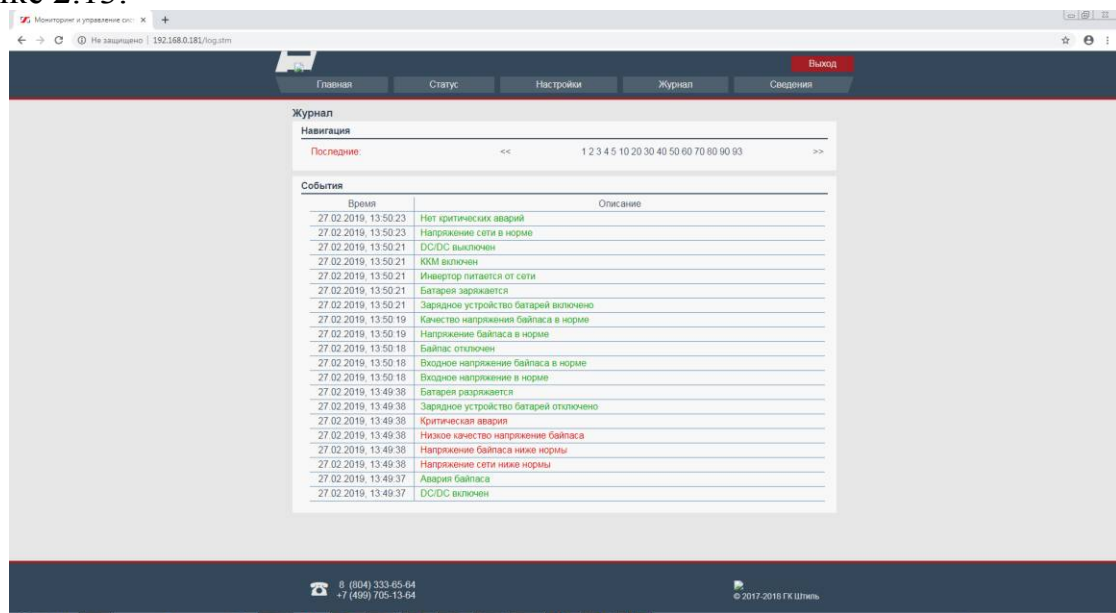 Мониторинг и управление сис
Не защищено | 192.168.0.181/log.stm
Выход
Главная Статус Настройки Журнал Сведения
Журнал
Навигация
Последние: << 1 2 3 4 5 10 20 30 40 50 60 70 80 90 93 >>
События
Время Описание
27.02.2019, 13:50:23 Нет критических аварий
27.02.2019, 13:50:23 Напряжение сети в норме
27.02.2019, 13:50:21 DC/DC выключен
27.02.2019, 13:50:21 ККМ включен
27.02.2019, 13:50:21 Инвертор питается от сети
27.02.2019, 13:50:21 Батарея заряжается
27.02.2019, 13:50:21 Зарядное устройство батарей включено
27.02.2019, 13:50:19 Качество напряжения байпаса в норме
27.02.2019, 13:50:19 Напряжение байпаса в норме
27.02.2019, 13:50:18 Байпас отключен
27.02.2019, 13:50:18 Входное напряжение байпаса в норме
27.02.2019, 13:50:18 Входное напряжение в норме
27.02.2019, 13:49:38 Батарея разряжается
27.02.2019, 13:49:38 Зарядное устройство батарей отключено
27.02.2019, 13:49:38 Критическая авария
27.02.2019, 13:49:38 Низкое качество напряжение байпаса
27.02.2019, 13:49:38 Напряжение байпаса ниже нормы
27.02.2019, 13:49:38 Напряжение сети ниже нормы
27.02.2019, 13:49:37 Авария байпаса
27.02.2019, 13:49:37 DC/DC включен
8 (804) 333-65-64
+7 (499) 705-13-64
© 2017-2018 ГК Штиль